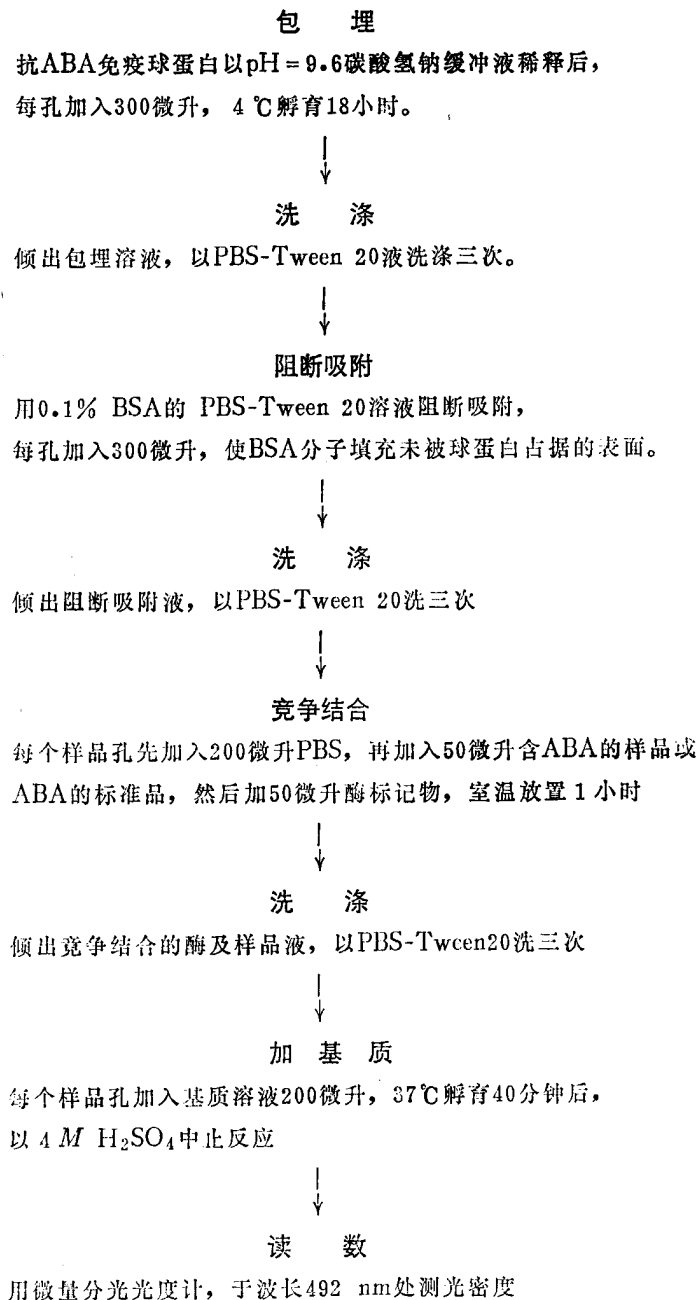 包 埋
抗ABA免疫球蛋白以pH=9.6碳酸氢钠缓冲液稀释后，
每孔加入300微升， 4 ℃孵育18小时。
洗 涤
倾出包埋溶液，以PBS-Tween 20液洗涤三次。
阻断吸附
用0.1% BSA的 PBS-Tween 20溶液阻断吸附，
每孔加入300微升，使BSA分子填充未被球蛋白占据的表面。
洗 涤
倾出阻断吸附液，以PBS-Tween 20洗三次
竞争结合
每个样品孔先加入200微升PBS，再加入50微升含ABA的样品或
ABA的标准品，然后加50微升酶标记物，室温放置 1 小时
洗 涤
倾出竞争结合的酶及样品液，以PBS-Tween20洗三次
加 基 质
每个样品孔加入基质溶液200微升，37℃孵育40分钟后，
以 4 M H₂SO₄中止反应
读 数
用微量分光光度计，于波长492 nm处测光密度